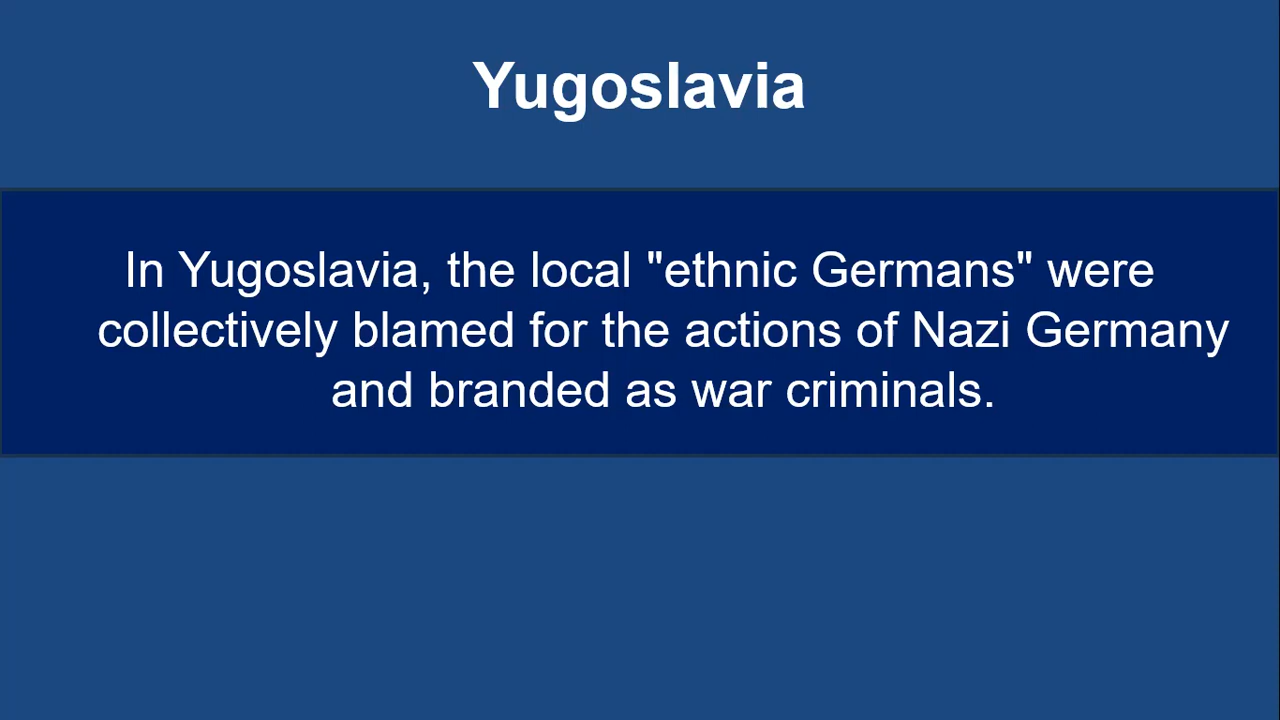 Yugoslavia
In Yugoslavia, the local "ethnic Germans" were
collectively blamed for the actions of Nazi Germany
and branded as war criminals.